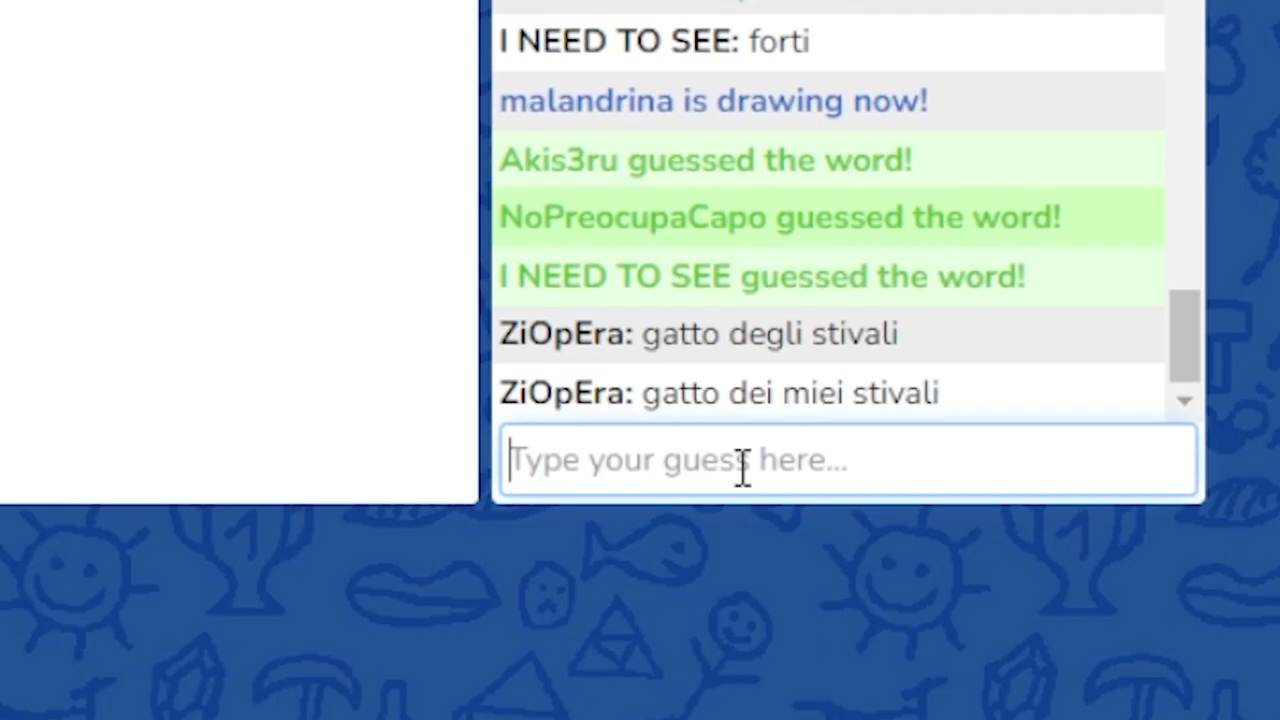 I NEED TO SEE: forti
malandrina is drawing now!
Akis3ru guessed the word!
NoPreocupaCapo guessed the word!
I NEED TO SEE guessed the word!
ZiOpEra: gatto degli stivali
ZiOpEra: gatto dei miei stivali
Type your guess here...